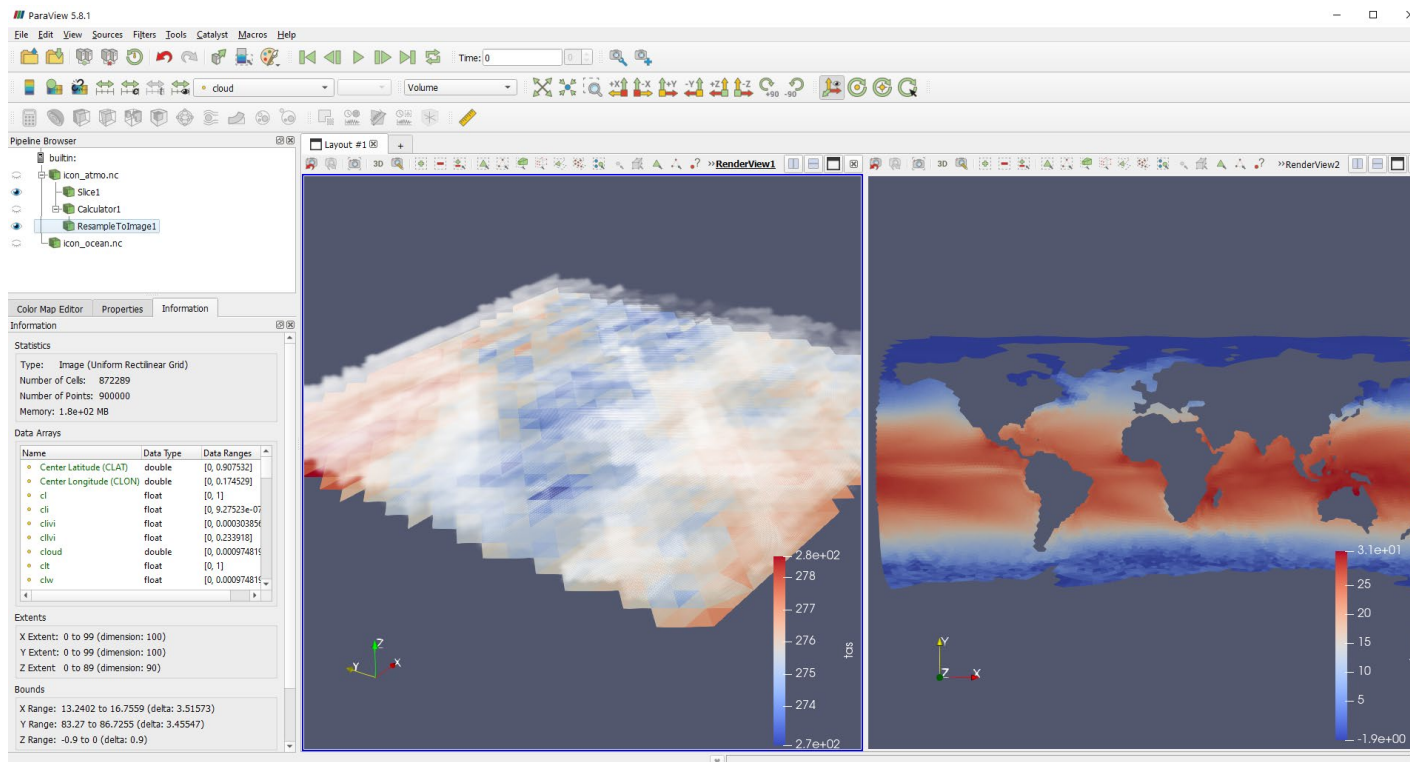 ParaView 5.8.1
File Edit View Sources Filters Tools Catalyst Macros Help
Time: 0 0
cloud Volume +X -X +Y -Y +Z -Z +90 -90
Pipeline Browser
builtin:
icon_atmo.nc
Slice1
Calculator1
ResampleToImage1
icon_ocean.nc
Color Map Editor Properties Information
Information
Statistics
Type: Image (Uniform Rectilinear Grid)
Number of Cells: 872289
Number of Points: 900000
Memory: 1.8e+02 MB
Data Arrays
Name Data Type Data Ranges
Center Latitude (CLAT) double [0, 0.907532]
Center Longitude (CLON) double [0, 0.174529]
cl float [0, 1]
cli float [0, 9.27523e-07
clivi float [0, 0.000303856
cllvi float [0, 0.233918]
cloud double [0, 0.000974819
clt float [0, 1]
clw float [0, 0.000974819
Extents
X Extent: 0 to 99 (dimension: 100)
Y Extent: 0 to 99 (dimension: 100)
Z Extent 0 to 89 (dimension: 90)
Bounds
X Range: 13.2402 to 16.7559 (delta: 3.51573)
Y Range: 83.27 to 86.7255 (delta: 3.45547)
Z Range: -0.9 to 0 (delta: 0.9)
Layout #1 +
3D »RenderView1
Z
Y X
2.8e+02
278
277
276
275
274
2.7e+02
tas
3D »RenderView2
Y
Z X
3.1e+01
25
20
15
10
5
-1.9e+00